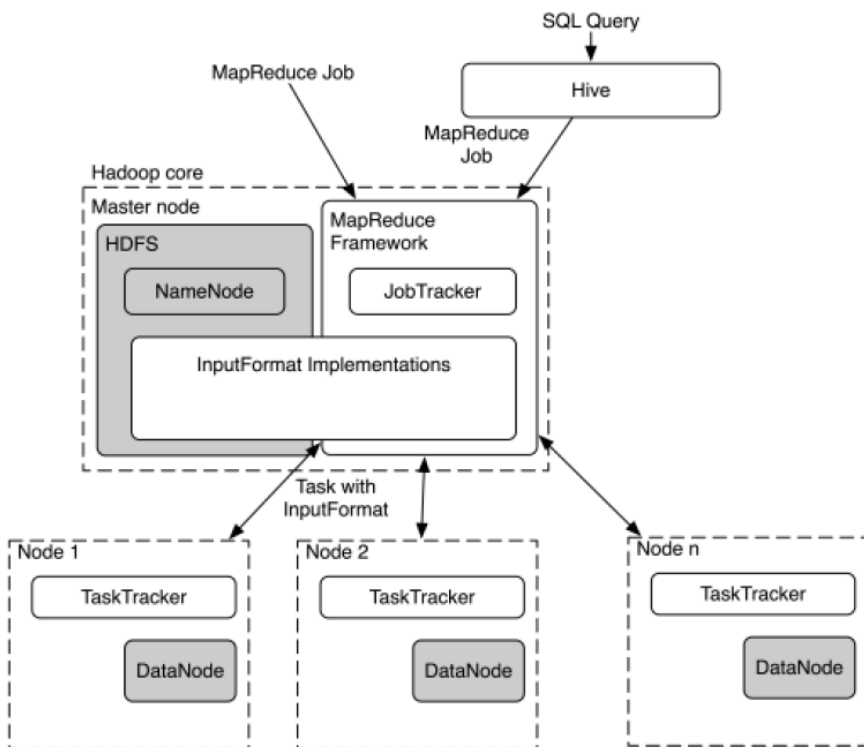 SQL Query
Hive
MapReduce Job
MapReduce
Job
Hadoop core
Master node
HDFS
NameNode
MapReduce
Framework
JobTracker
InputFormat Implementations
Task with
InputFormat
Node 1
TaskTracker
DataNode
Node 2
TaskTracker
DataNode
Node n
TaskTracker
DataNode